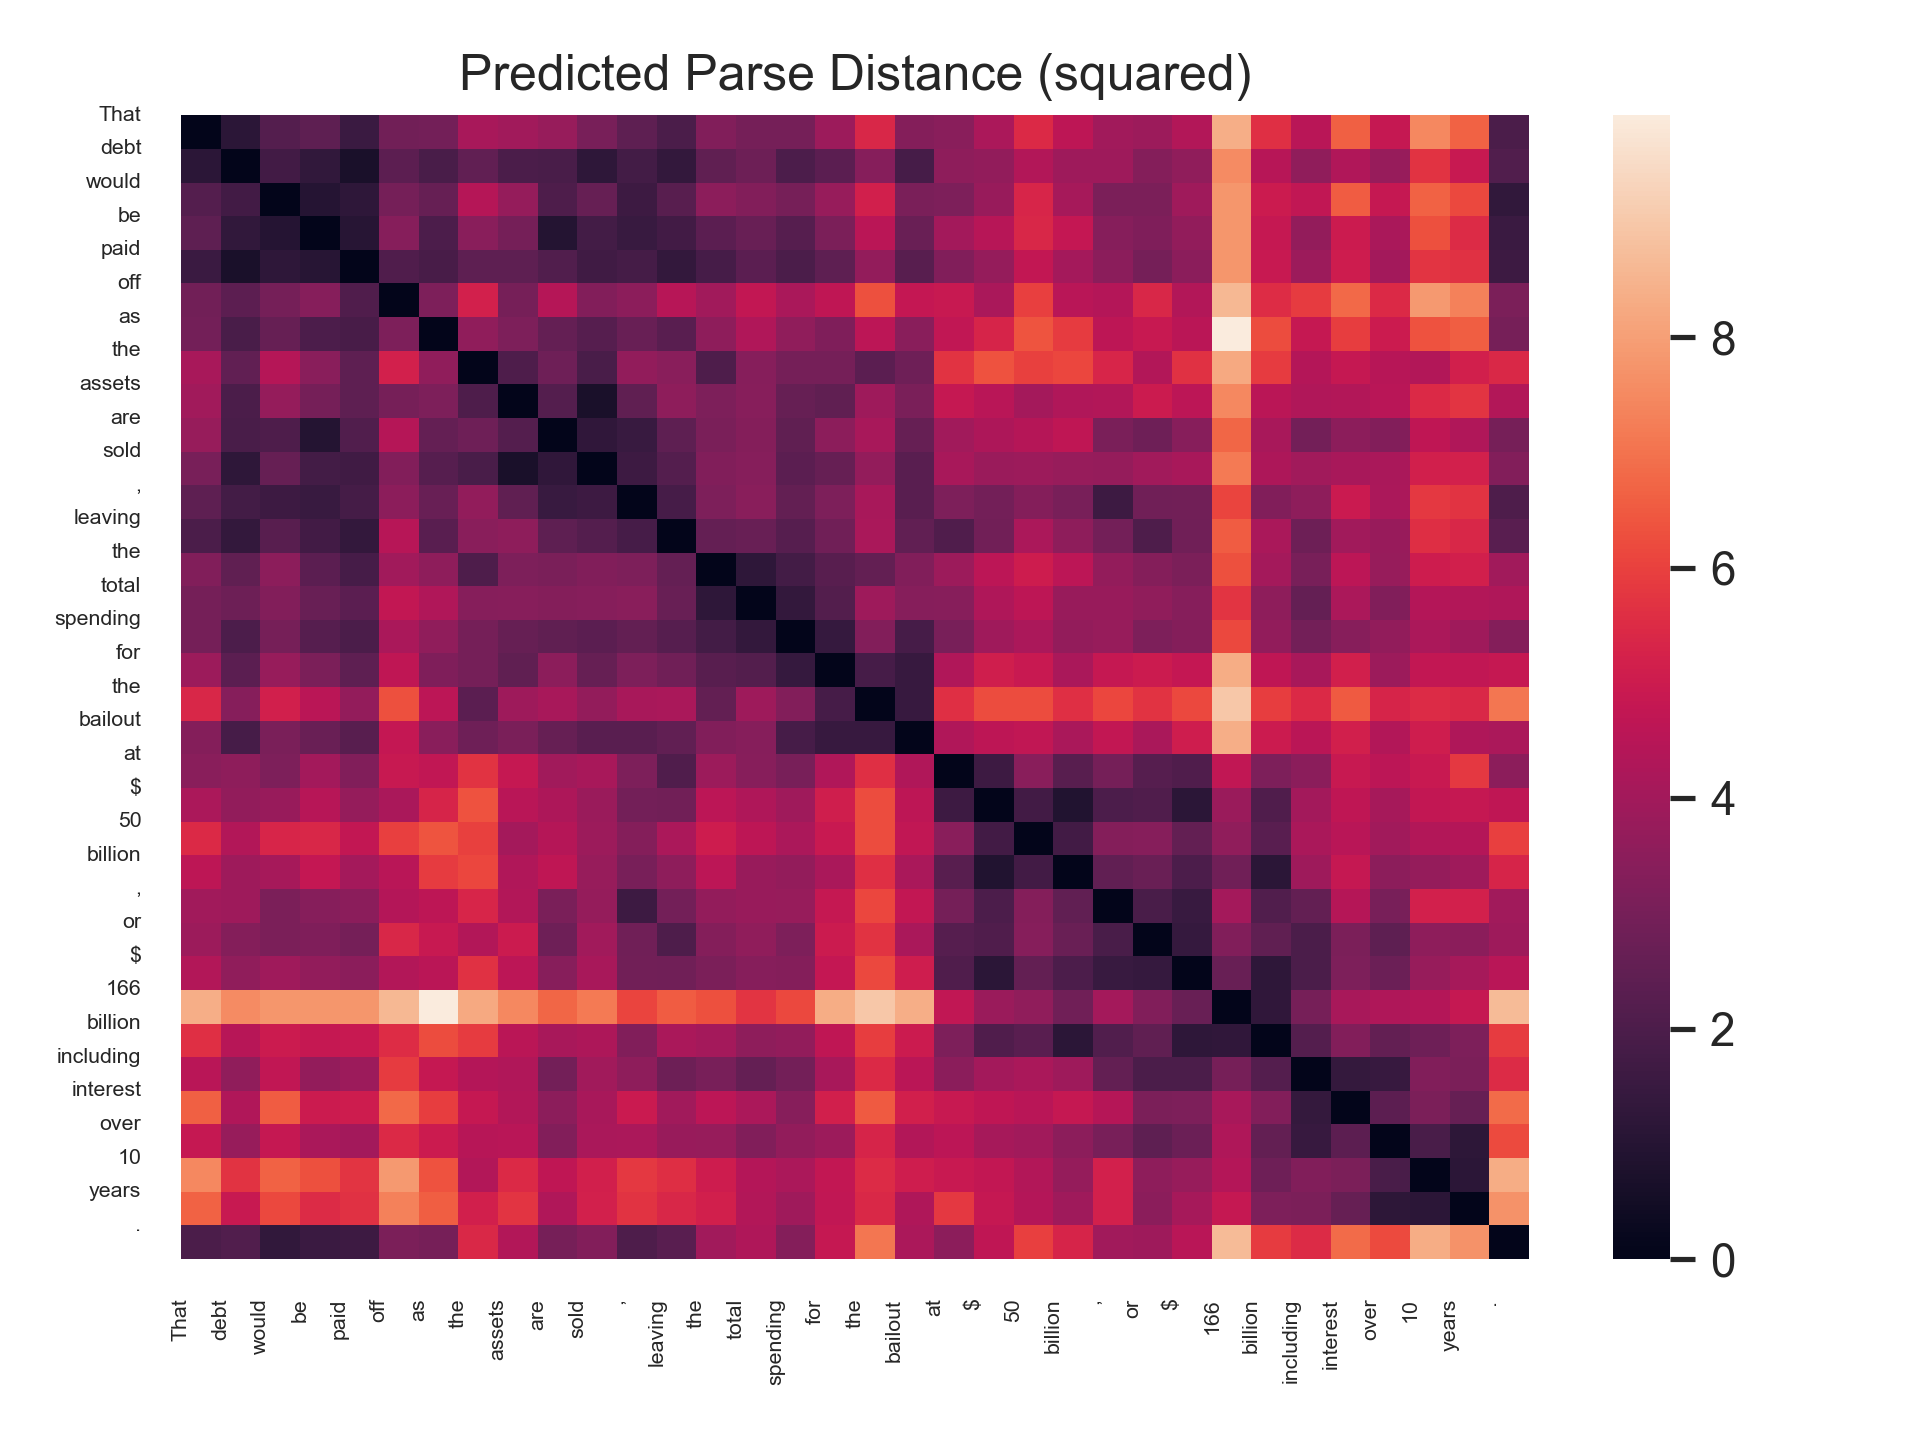 Predicted Parse Distance (squared)
That
debt
would
be
paid
off
as
the
assets
are
sold
,
leaving
the
total
spending
for
the
bailout
at
$
50
billion
,
or
$
166
billion
including
interest
over
10
years
.
8
6
4
2
0
That debt would be paid off as the assets are sold , leaving the total spending for the bailout at $ 50 billion , or $ 166 billion including interest over 10 years .